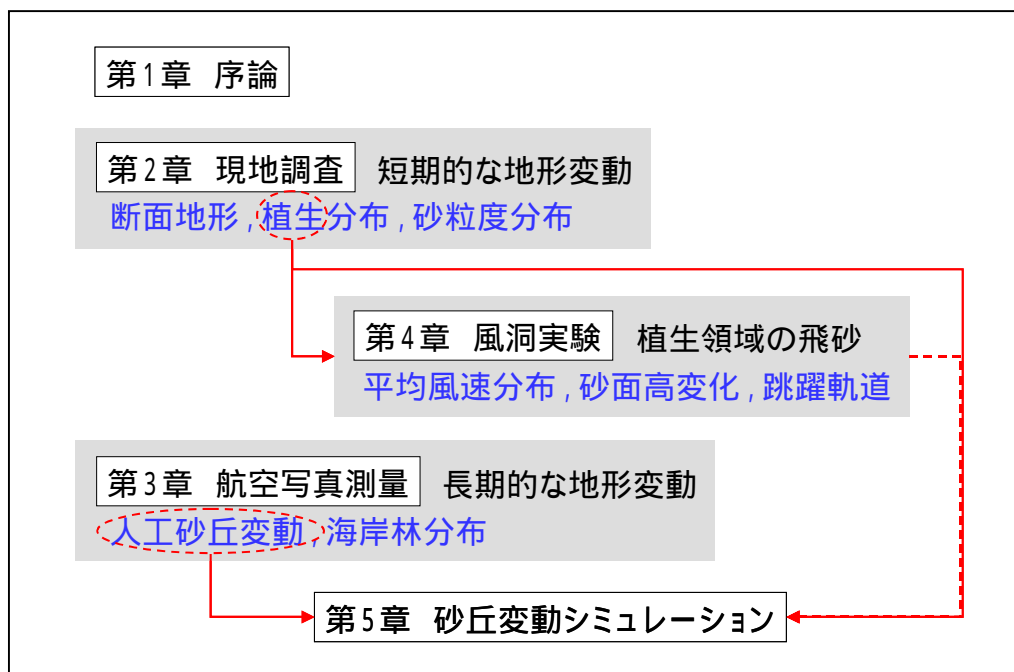 第1章 序論
第2章 現地調査 短期的な地形変動
断面地形,植生分布,砂粒度分布
第4章 風洞実験 植生領域の飛砂
平均風速分布,砂面高変化,跳躍軌道
第3章 航空写真測量 長期的な地形変動
人工砂丘変動,海岸林分布
第5章 砂丘変動シミュレーション